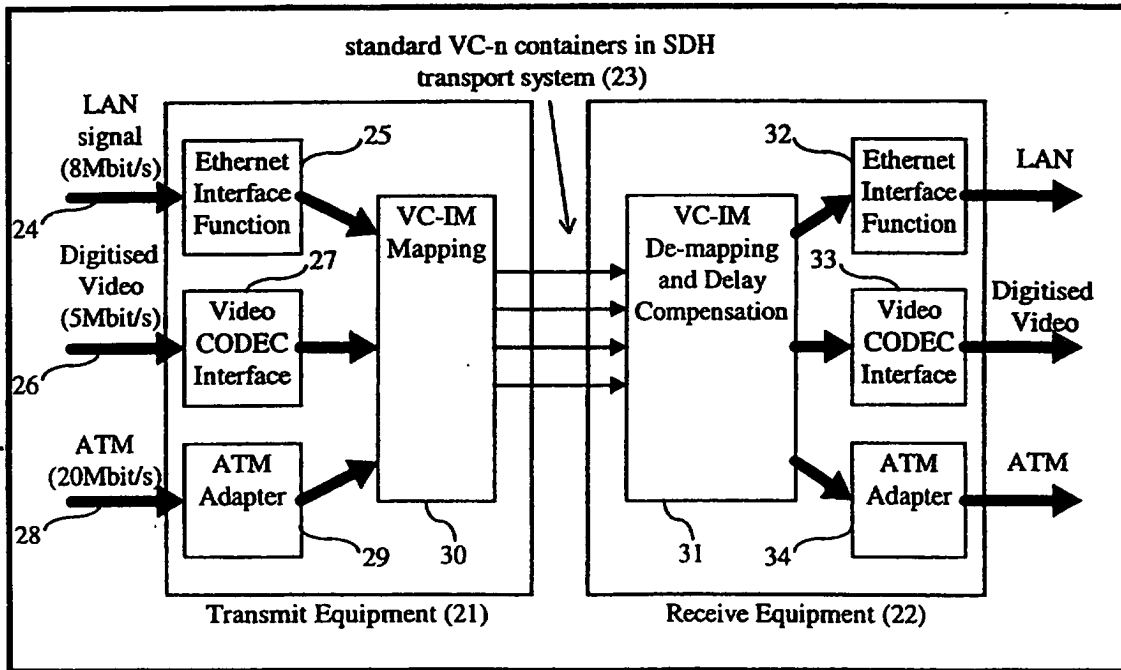 standard VC-n containers in SDH
transport system (23)
LAN
signal
(8Mbit/s)
24
25
Ethernet
Interface
Function
Digitised
Video
(5Mbit/s)
26
27
Video
CODEC
Interface
ATM
(20Mbit/s)
28
ATM
Adapter
29
VC-IM
Mapping
30
Transmit Equipment (21)
VC-IM
De-mapping
and Delay
Compensation
31
32
Ethernet
Interface
Function
LAN
33
Video
CODEC
Interface
Digitised
Video
ATM
Adapter
34
ATM
Receive Equipment (22)